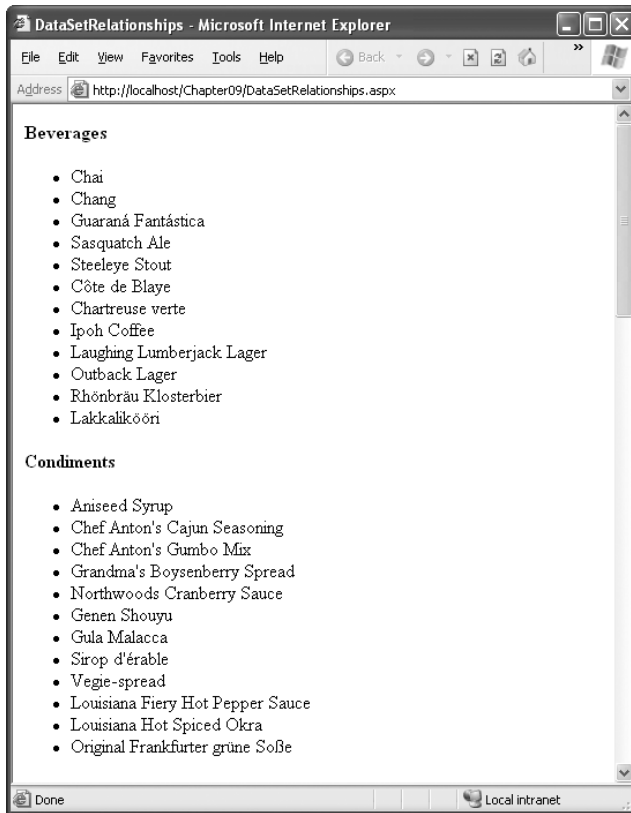 DataSetRelationships - Microsoft Internet Explorer
File Edit View Favorites Tools Help Back »
Address http://localhost/Chapter09/DataSetRelationships.aspx
Beverages
• Chai
• Chang
• Guaraná Fantástica
• Sasquatch Ale
• Steeleye Stout
• Côte de Blaye
• Chartreuse verte
• Ipoh Coffee
• Laughing Lumberjack Lager
• Outback Lager
• Rhönbräu Klosterbier
• Lakkalikööri
Condiments
• Aniseed Syrup
• Chef Anton's Cajun Seasoning
• Chef Anton's Gumbo Mix
• Grandma's Boysenberry Spread
• Northwoods Cranberry Sauce
• Genen Shouyu
• Gula Malacca
• Sirop d'érable
• Vegie-spread
• Louisiana Fiery Hot Pepper Sauce
• Louisiana Hot Spiced Okra
• Original Frankfurter grüne Soße
Done Local intranet